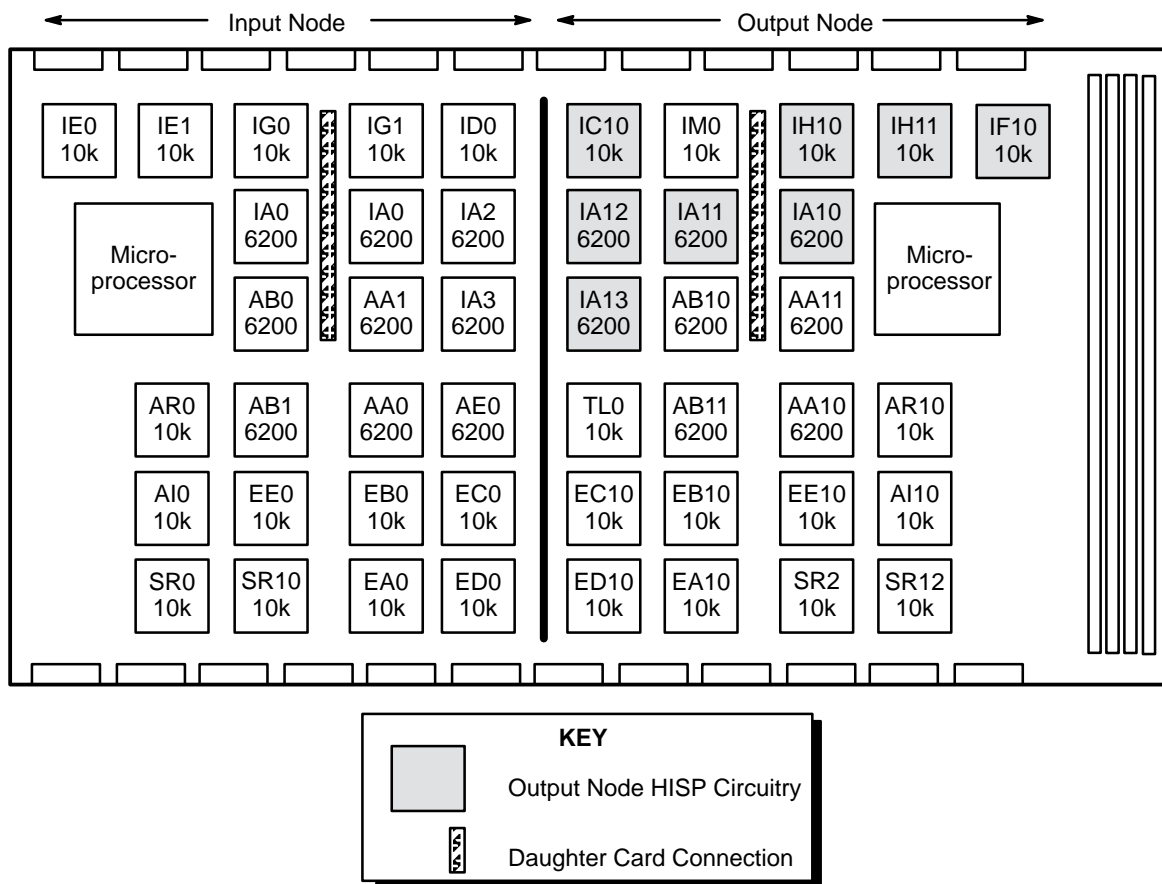 Input Node
Output Node
IE0
10k
IE1
10k
IG0
10k
IG1
10k
ID0
10k
IC10
10k
IM0
10k
IH10
10k
IH11
10k
IF10
10k
Micro-
processor
IA0
6200
IA0
6200
IA2
6200
IA12
6200
IA11
6200
IA10
6200
Micro-
processor
AB0
6200
AA1
6200
IA3
6200
IA13
6200
AB10
6200
AA11
6200
AR0
10k
AB1
6200
AA0
6200
AE0
6200
TL0
10k
AB11
6200
AA10
6200
AR10
10k
AI0
10k
EE0
10k
EB0
10k
EC0
10k
EC10
10k
EB10
10k
EE10
10k
AI10
10k
SR0
10k
SR10
10k
EA0
10k
ED0
10k
ED10
10k
EA10
10k
SR2
10k
SR12
10k
KEY
Output Node HISP Circuitry
Daughter Card Connection